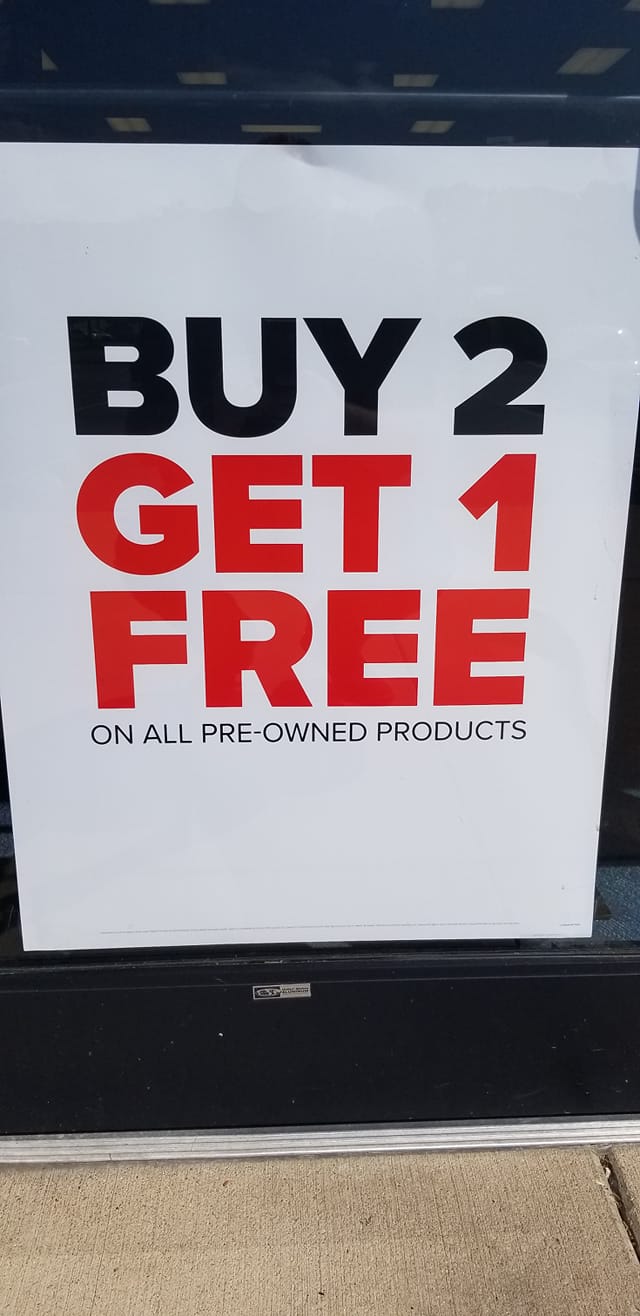 BUY 2
GET 1
FREE
ON ALL PRE-OWNED PRODUCTS